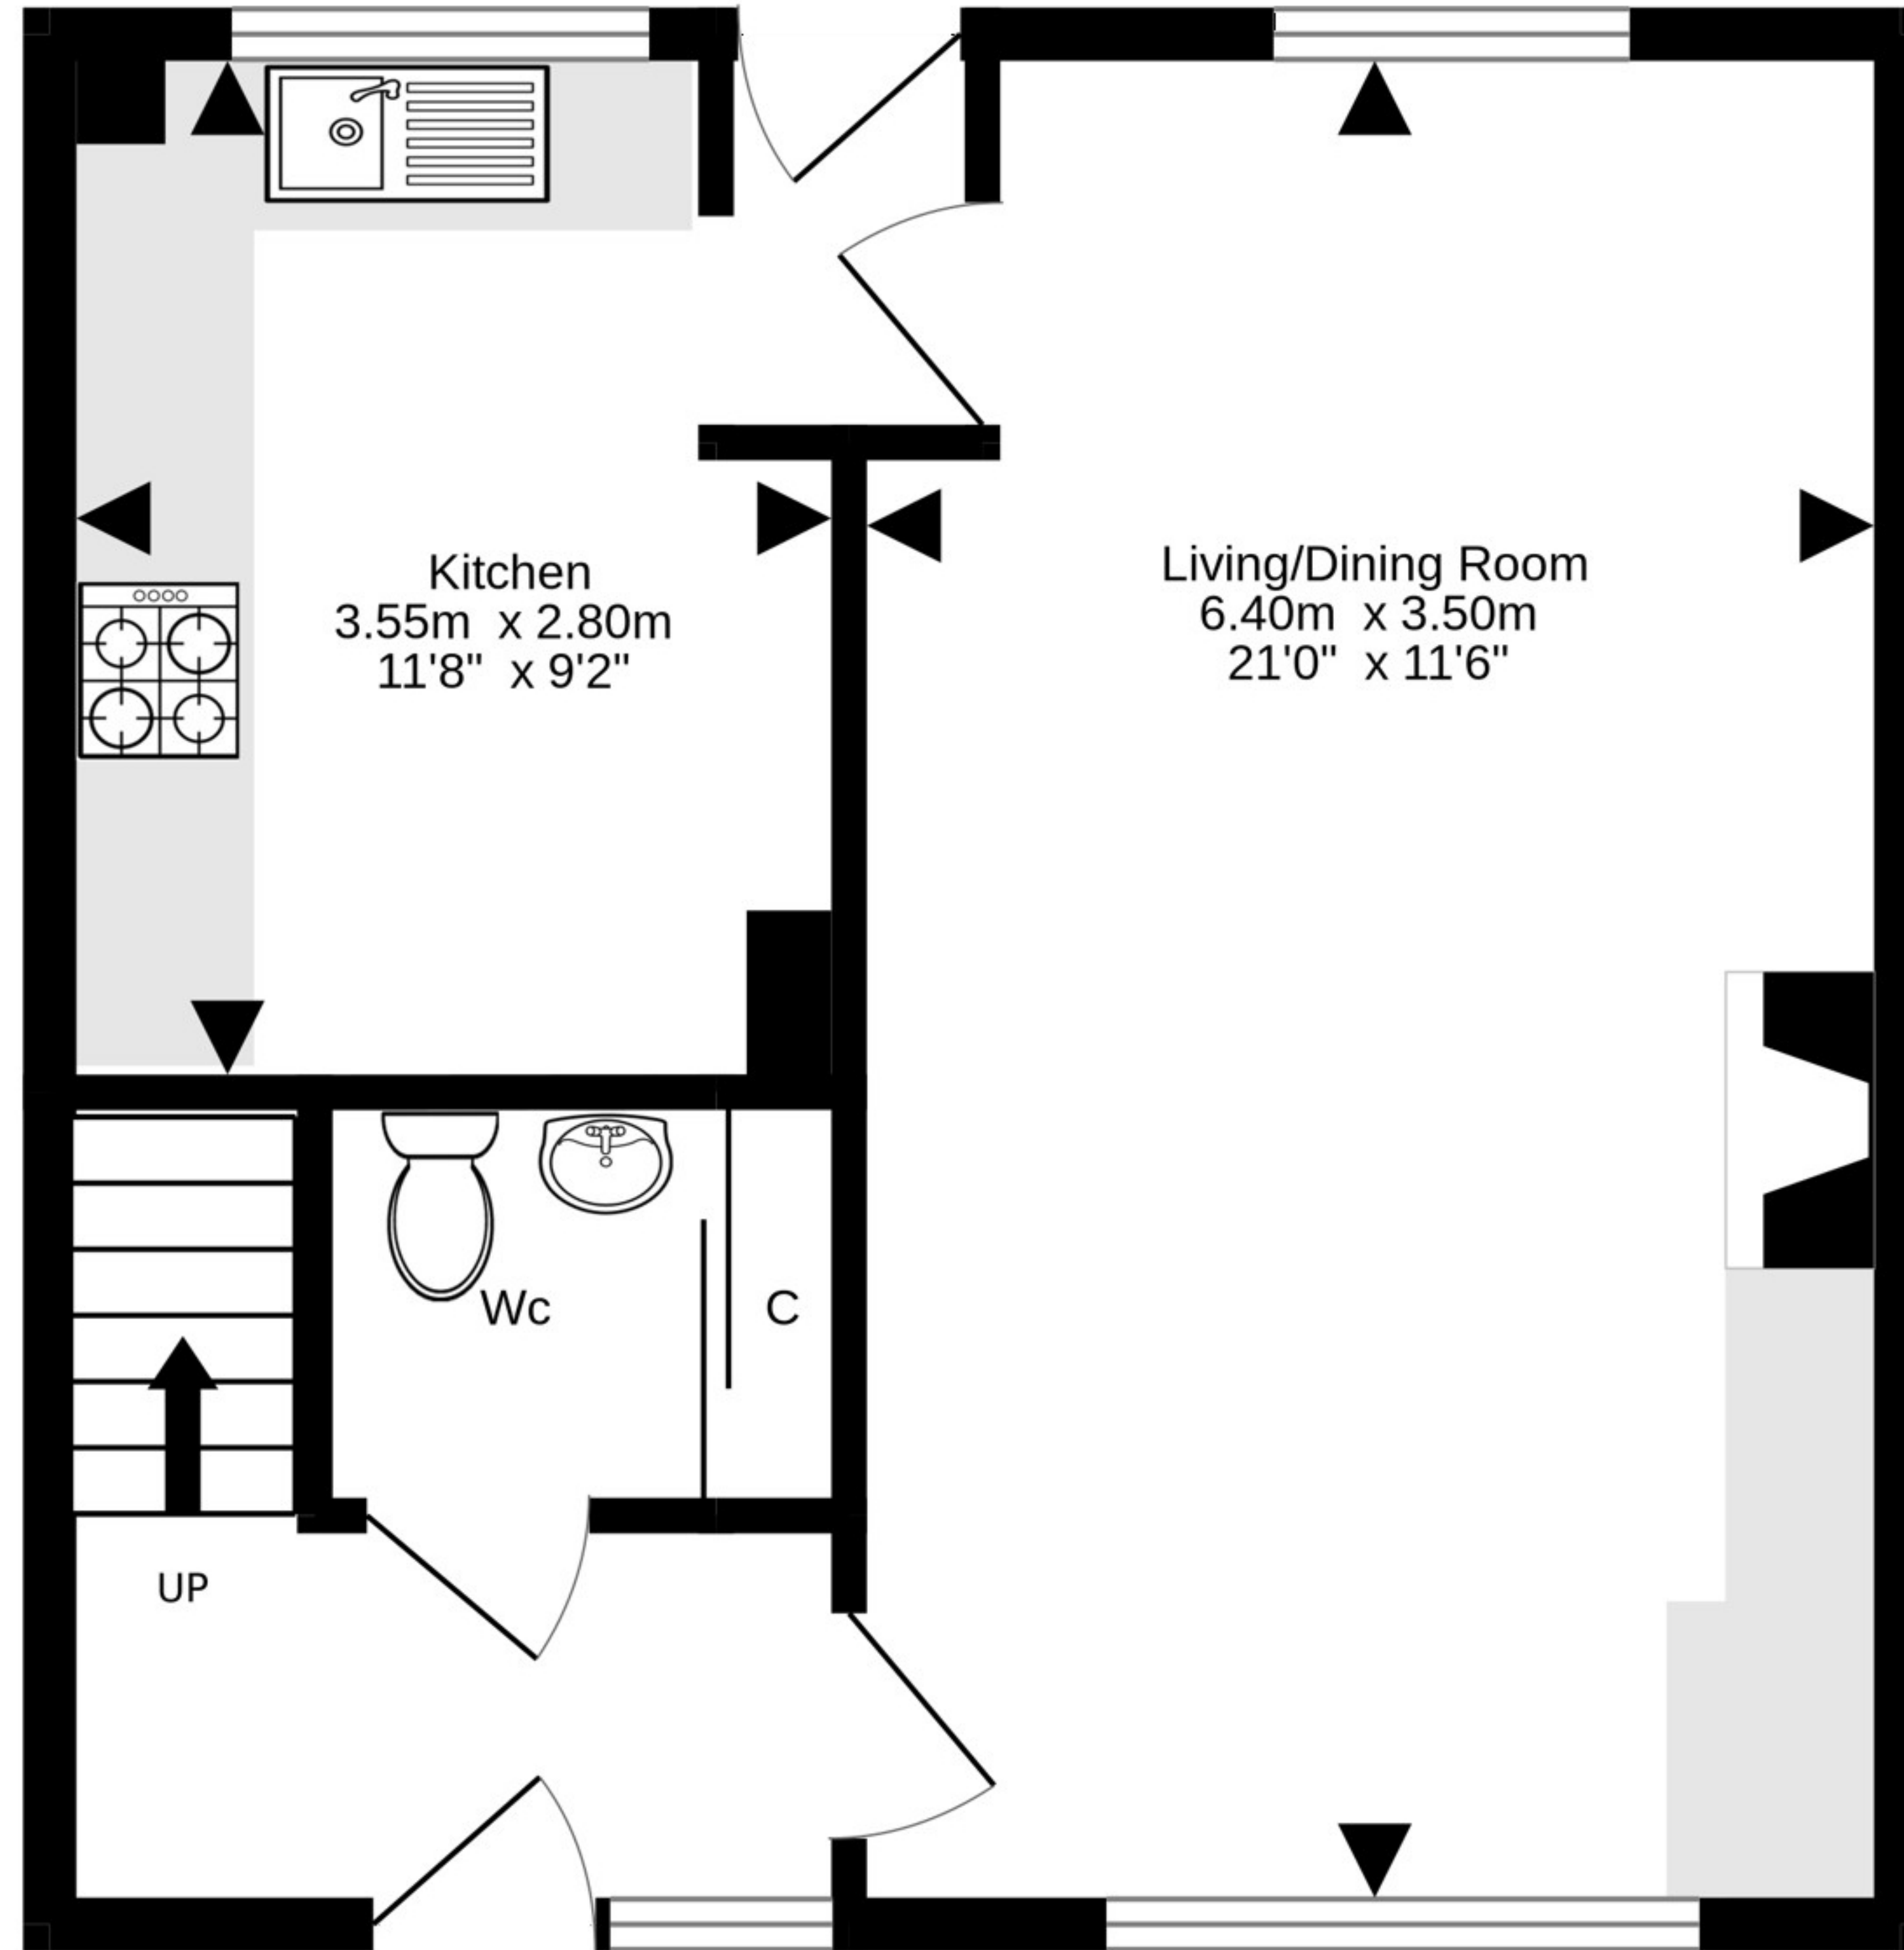 Kitchen
3.55m x 2.80m
11'8" x 9'2"
Living/Dining Room
6.40m x 3.50m
21'0" x 11'6"
Wc
C
UP